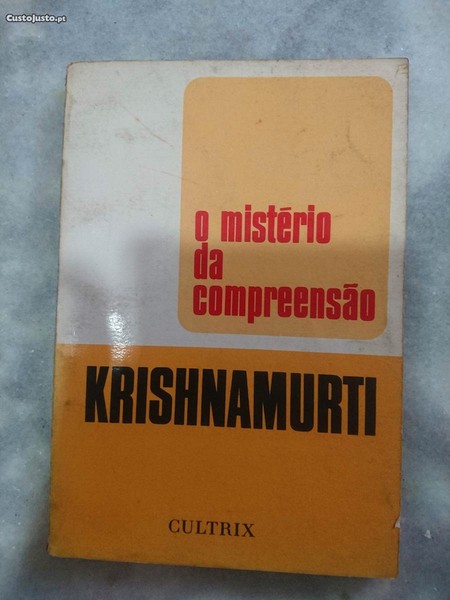 CustoJusto.pt
o mistério
da
compreensão
KRISHNAMURTI
CULTRIX